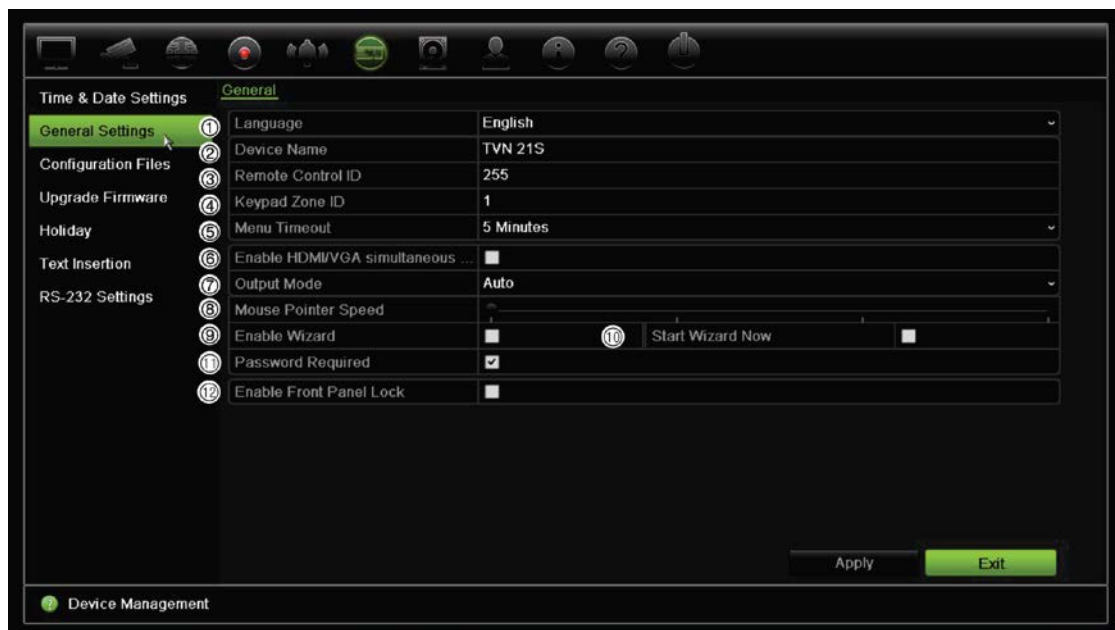 Time & Date Settings
General
General Settings
① Language English
② Device Name TVN 21S
Configuration Files
③ Remote Control ID 255
Upgrade Firmware
④ Keypad Zone ID 1
Holiday
⑤ Menu Timeout 5 Minutes
Text Insertion
⑥ Enable HDMI/VGA simultaneous ...
⑦ Output Mode Auto
RS-232 Settings
⑧ Mouse Pointer Speed
⑨ Enable Wizard ⑩ Start Wizard Now
⑪ Password Required
⑫ Enable Front Panel Lock
Apply Exit
Device Management